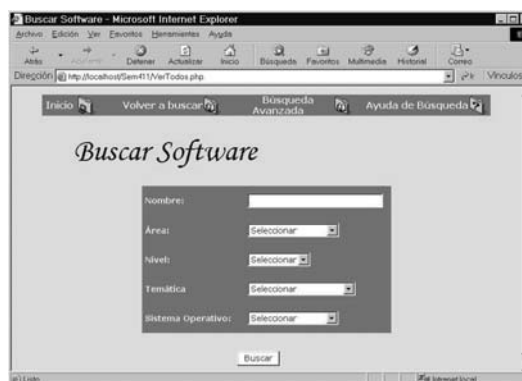 Buscar Software - Microsoft Internet Explorer
Archivo Edición Ver Favoritos Herramientas Ayuda
Atrás Adelante Detener Actualizar Inicio Búsqueda Favoritos Multimedia Historial Correo
Dirección http://localhost/Sem411/VerTodos.php Ir Vínculos
Inicio Volver a buscar Búsqueda Avanzada Ayuda de Búsqueda
Buscar Software
Nombre:
Área: Seleccionar
Nivel: Seleccionar
Temática Seleccionar
Sistema Operativo: Seleccionar
Buscar
Listo Intranet local